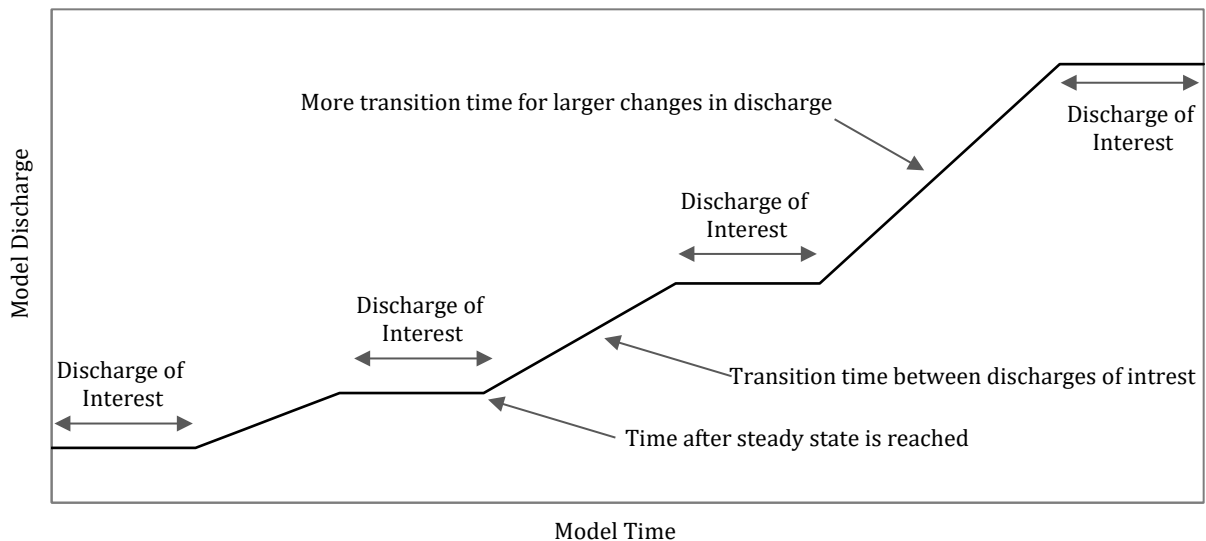 More transition time for larger changes in discharge
Discharge of
Interest
Discharge of
Interest
Discharge of
Interest
Discharge of
Interest
Transition time between discharges of intrest
Time after steady state is reached
Model Discharge
Model Time